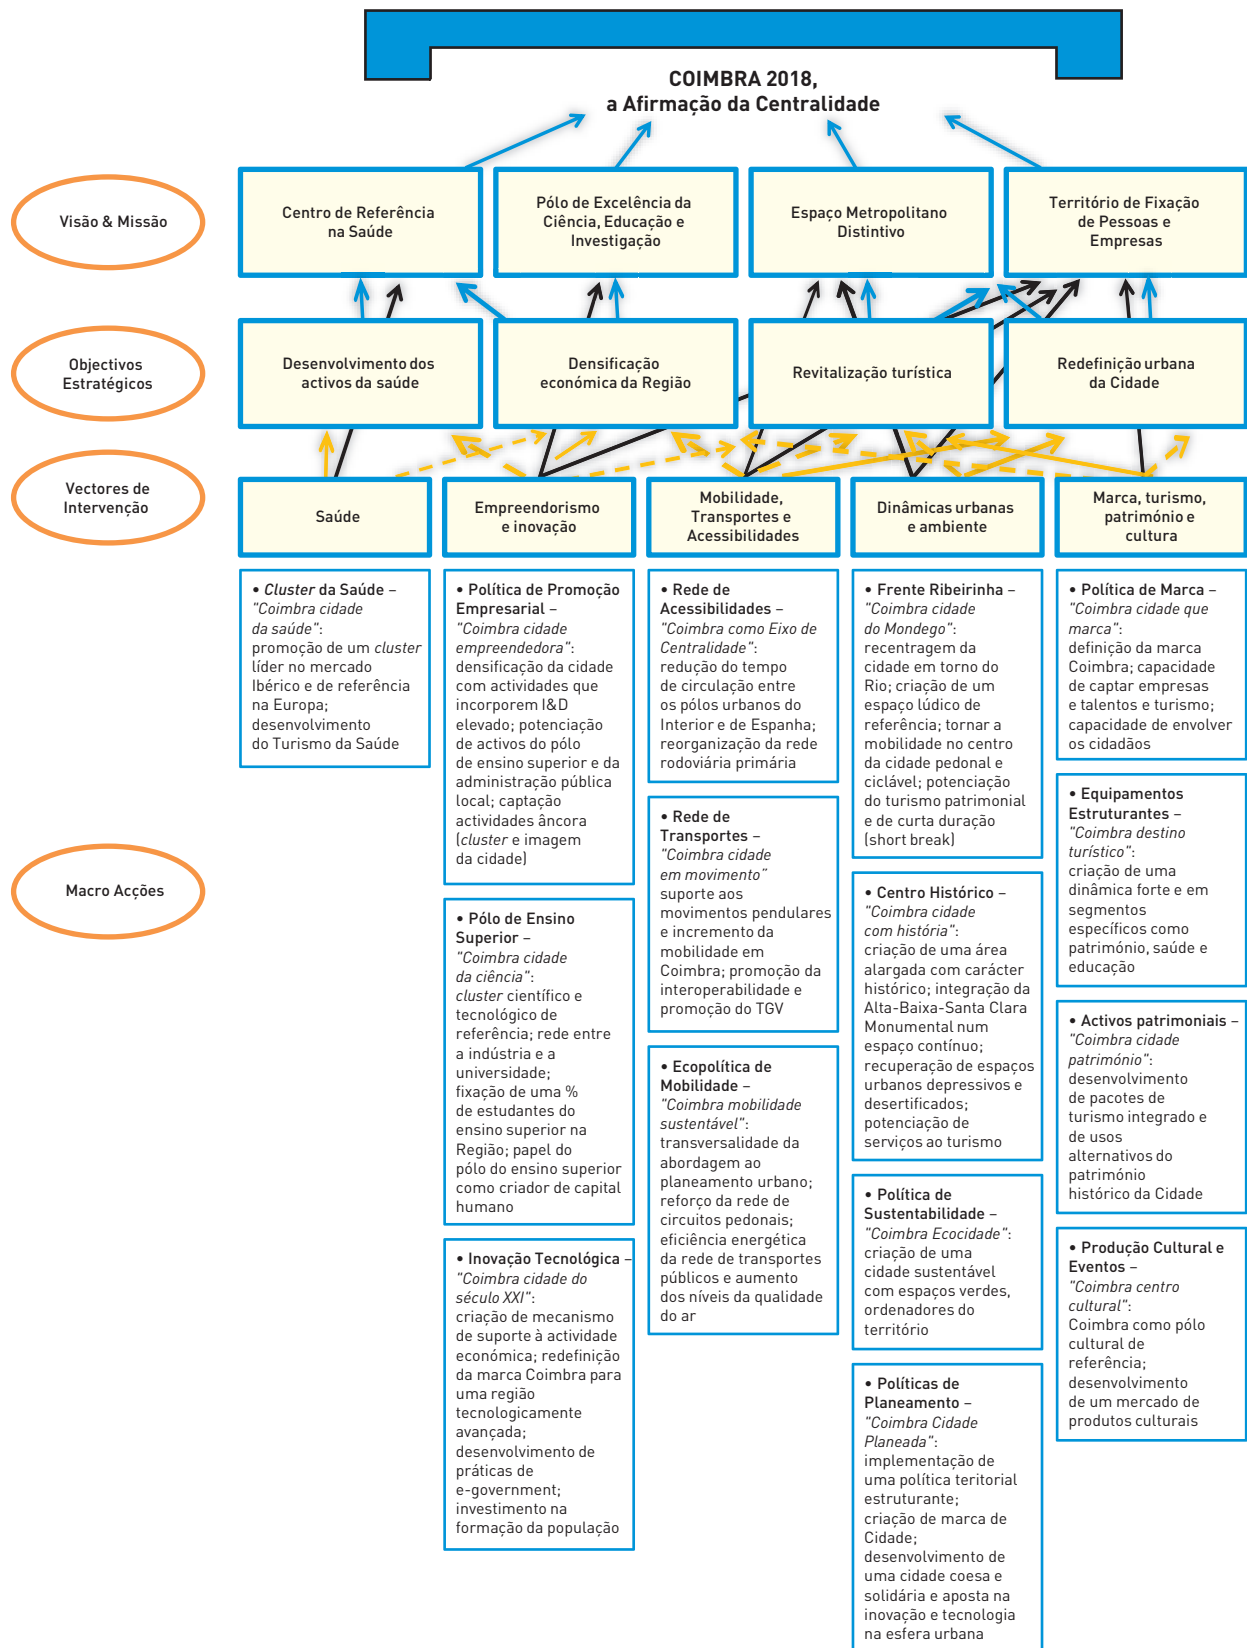 COIMBRA 2018,
a Afirmação da Centralidade
Visão & Missão
Centro de Referência
na Saúde
Pólo de Excelência da
Ciência, Educação e
Investigação
Espaço Metropolitano
Distintivo
Território de Fixação
de Pessoas e
Empresas
Objectivos
Estratégicos
Desenvolvimento dos
activos da saúde
Densificação
económica da Região
Revitalização turística
Redefinição urbana
da Cidade
Vectores de
Intervenção
Saúde
Empreendorismo
e inovação
Mobilidade,
Transportes e
Acessibilidades
Dinâmicas urbanas
e ambiente
Marca, turismo,
património e
cultura
Macro Acções
• Cluster da Saúde –
"Coimbra cidade
da saúde":
promoção de um cluster
líder no mercado
Ibérico e de referência
na Europa;
desenvolvimento
do Turismo da Saúde
• Política de Promoção
Empresarial –
"Coimbra cidade
empreendedora":
densificação da cidade
com actividades que
incorporem I&D
elevado; potenciação
de activos do pólo
de ensino superior e da
administração pública
local; captação
actividades âncora
(cluster e imagem
da cidade)
• Pólo de Ensino
Superior –
"Coimbra cidade
da ciência":
cluster científico e
tecnológico de
referência; rede entre
a indústria e a
universidade;
fixação de uma %
de estudantes do
ensino superior na
Região; papel do
pólo do ensino superior
como criador de capital
humano
• Inovação Tecnológica –
"Coimbra cidade do
século XXI":
criação de mecanismo
de suporte à actividade
económica; redefinição
da marca Coimbra para
uma região
tecnologicamente
avançada;
desenvolvimento de
práticas de
e-government;
investimento na
formação da população
• Rede de
Acessibilidades –
"Coimbra como Eixo de
Centralidade":
redução do tempo
de circulação entre
os pólos urbanos do
Interior e de Espanha;
reorganização da rede
rodoviária primária
• Rede de
Transportes –
"Coimbra cidade
em movimento"
suporte aos
movimentos pendulares
e incremento da
mobilidade em
Coimbra; promoção da
interoperabilidade e
promoção do TGV
• Ecopolítica de
Mobilidade –
"Coimbra mobilidade
sustentável":
transversalidade da
abordagem ao
planeamento urbano;
reforço da rede de
circuitos pedonais;
eficiência energética
da rede de transportes
públicos e aumento
dos níveis da qualidade
do ar
• Frente Ribeirinha –
"Coimbra cidade
do Mondego":
recentragem da
cidade em torno do
Rio; criação de um
espaço lúdico de
referência; tornar a
mobilidade no centro
da cidade pedonal e
ciclável; potenciação
do turismo patrimonial
e de curta duração
(short break)
• Centro Histórico –
"Coimbra cidade
com história":
criação de uma área
alargada com carácter
histórico; integração da
Alta-Baixa-Santa Clara
Monumental num
espaço contínuo;
recuperação de espaços
urbanos depressivos e
desertificados;
potenciação de
serviços ao turismo
• Política de
Sustentabilidade –
"Coimbra Ecocidade":
criação de uma
cidade sustentável
com espaços verdes,
ordenadores do
território
• Políticas de
Planeamento –
"Coimbra Cidade
Planeada":
implementação de
uma política teritorial
estruturante;
criação de marca de
Cidade;
desenvolvimento de
uma cidade coesa e
solidária e aposta na
inovação e tecnologia
na esfera urbana
• Política de Marca –
"Coimbra cidade que
marca":
definição da marca
Coimbra; capacidade
de captar empresas
e talentos e turismo;
capacidade de envolver
os cidadãos
• Equipamentos
Estruturantes –
"Coimbra destino
turístico":
criação de uma
dinâmica forte e em
segmentos
específicos como
património, saúde e
educação
• Activos patrimoniais –
"Coimbra cidade
património":
desenvolvimento
de pacotes de
turismo integrado e
de usos
alternativos do
património
histórico da Cidade
• Produção Cultural e
Eventos –
"Coimbra centro
cultural":
Coimbra como pólo
cultural de
referência;
desenvolvimento
de um mercado de
produtos culturais